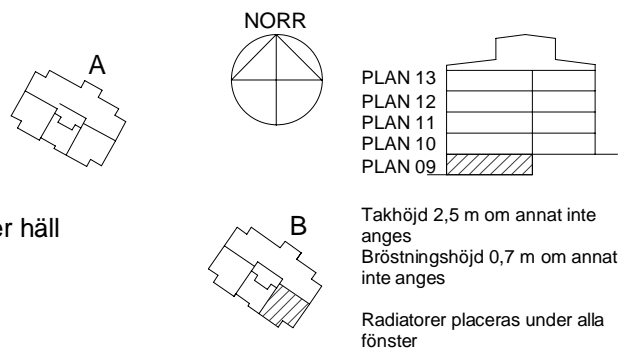 NORR
A
PLAN 13
PLAN 12
PLAN 11
PLAN 10
PLAN 09
häll
B
Takhöjd 2,5 m om annat inte
anges
Bröstningshöjd 0,7 m om annat
inte anges
Radiatorer placeras under alla
fönster